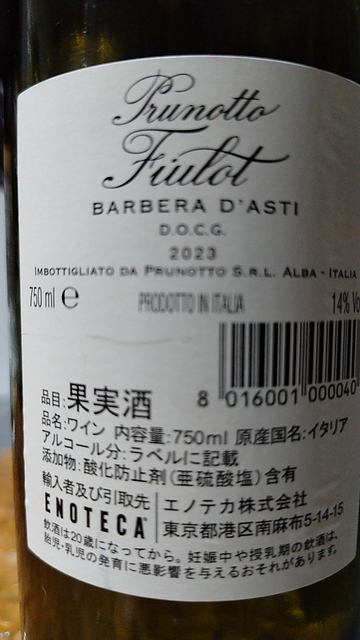 Prunotto
Fiulot
BARBERA D'ASTI
D.O.C.G.
2023
IMBOTTIGLIATO DA PRUNOTTO S.R.L. ALBA - ITALIA
750 ml ℮ PRODOTTO IN ITALIA 14% Vo
8 016001 000040
品目:果実酒
品名:ワイン 内容量:750ml 原産国名:イタリア
アルコール分:ラベルに記載
添加物:酸化防止剤(亜硫酸塩)含有
輸入者及び引取先 エノテカ株式会社
ENOTECA 東京都港区南麻布5-14-15
飲酒は20歳になってから。妊娠中や授乳期の飲酒は、
胎児・乳児の発育に悪影響を与えるおそれがあります。